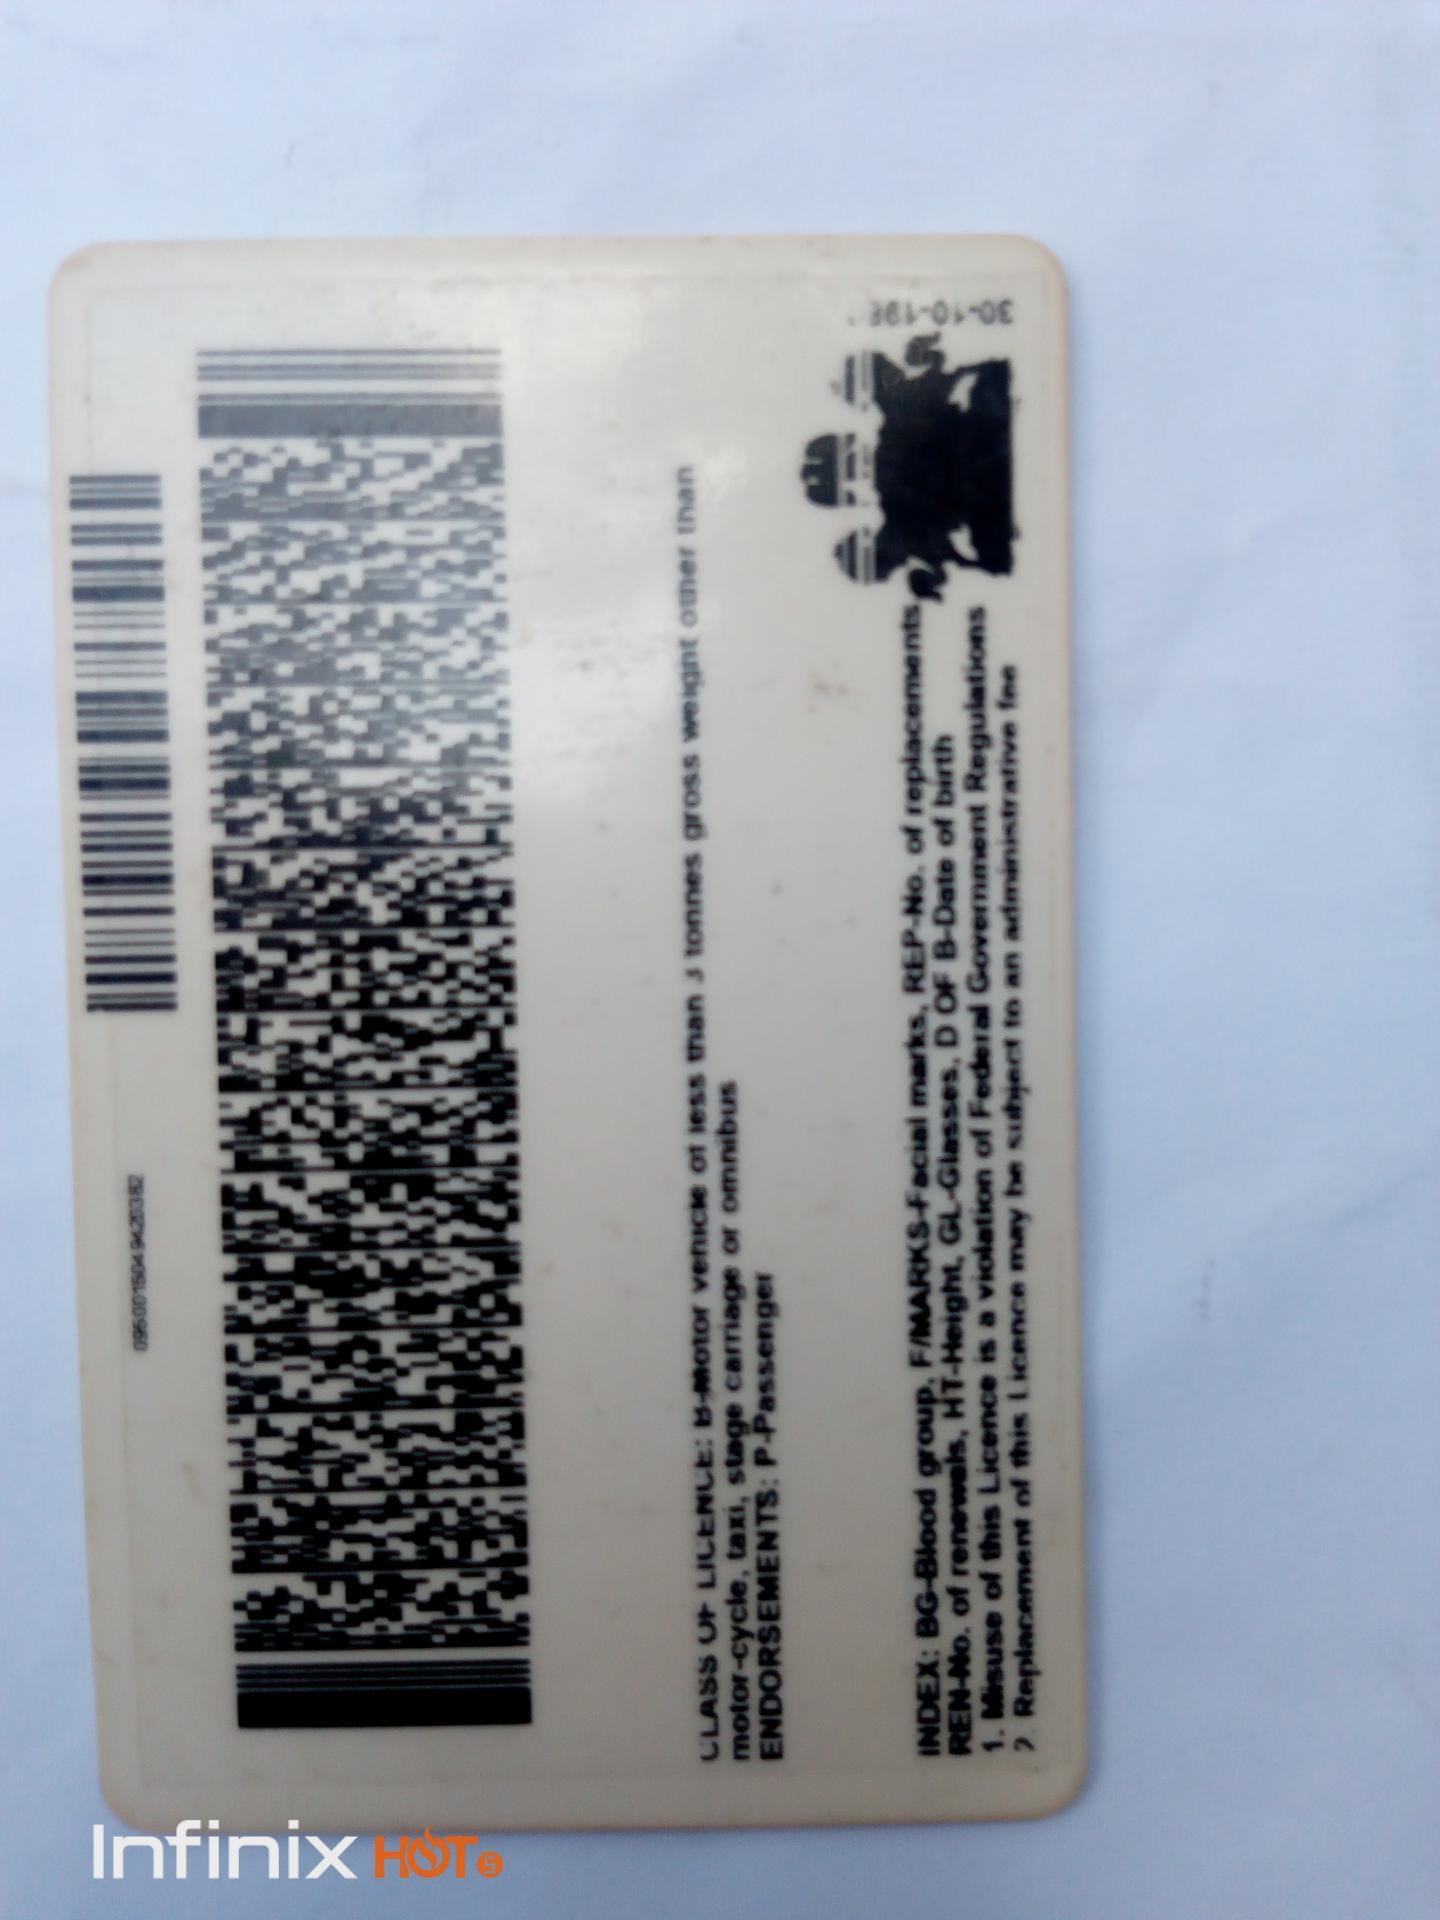 0950015049420382
CLASS OF LICENCE: B-Motor vehicle of less than 3 tonnes gross weight other than
motor-cycle, taxi, stage carriage or omnibus
ENDORSEMENTS: P-Passenger
30-10-198
INDEX: BG-Blood group, F/MARKS-Facial marks, REP-No. of replacements
REN-No. of renewals, HT-Height, GL-Glasses, D OF B-Date of birth
1. Misuse of this Licence is a violation of Federal Government Regulations
2. Replacement of this Licence may be subject to an administrative fee
Infinix HOT 5